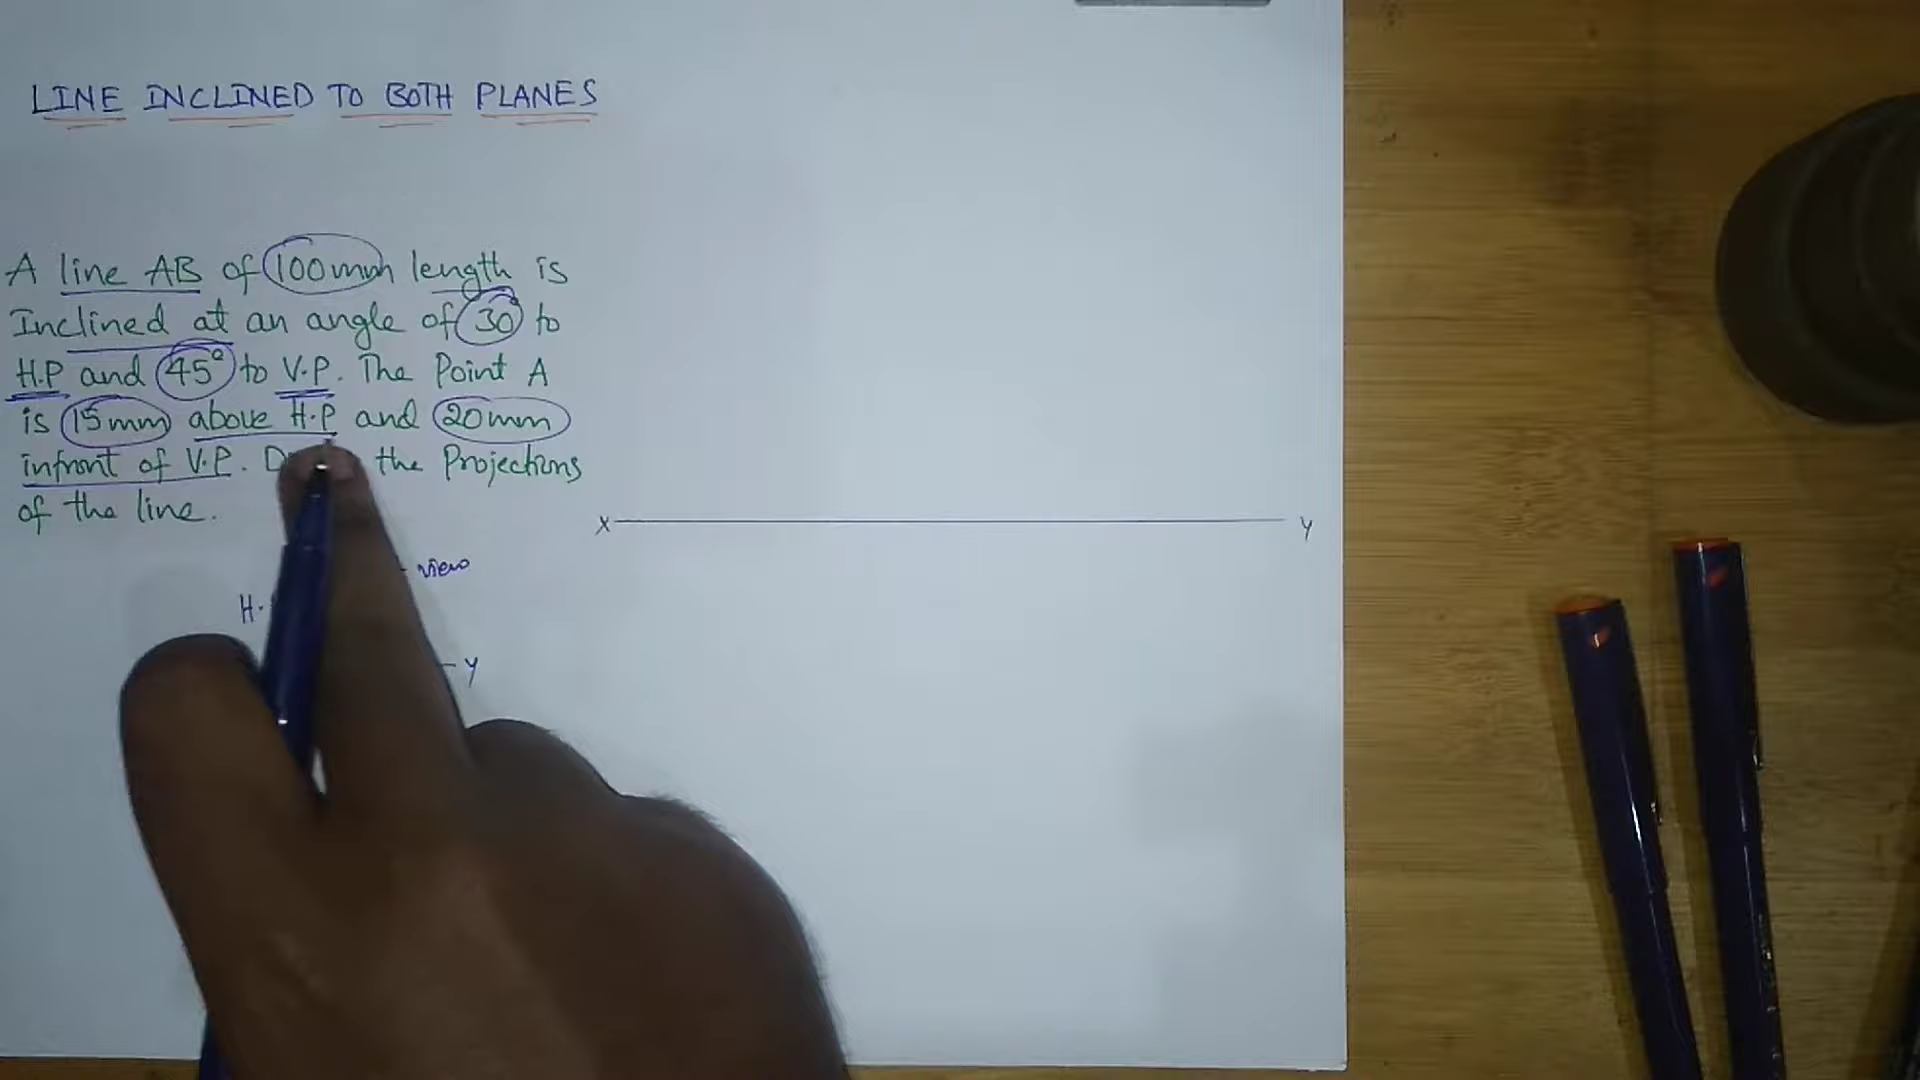 LINE INCLINED TO BOTH PLANES
A line AB of 100mm length is
Inclined at an angle of 30° to
H.P and 45° to V.P. The Point A
is 15mm above H.P and 20mm
infront of V.P. the Projections
of the line.
X Y
view
H.
Y